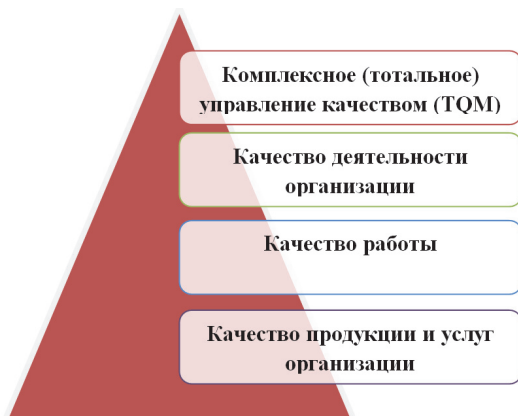 Комплексное (тотальное)
управление качеством (TQM)
Качество деятельности
организации
Качество работы
Качество продукции и услуг
организации